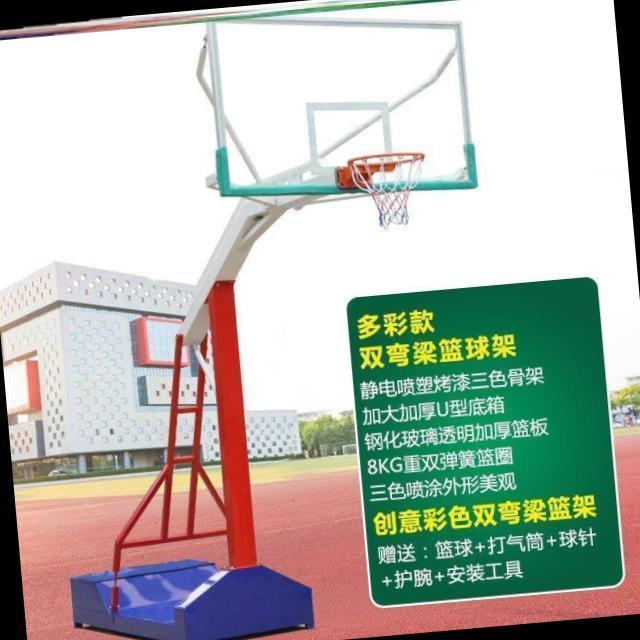 多彩款
双弯梁篮球架
静电喷塑烤漆三色骨架
加大加厚U型底箱
钢化玻璃透明加厚篮板
8KG重双弹簧篮圈
三色喷涂外形美观
创意彩色双弯梁篮架
赠送：篮球+打气筒+球针
+护腕+安装工具